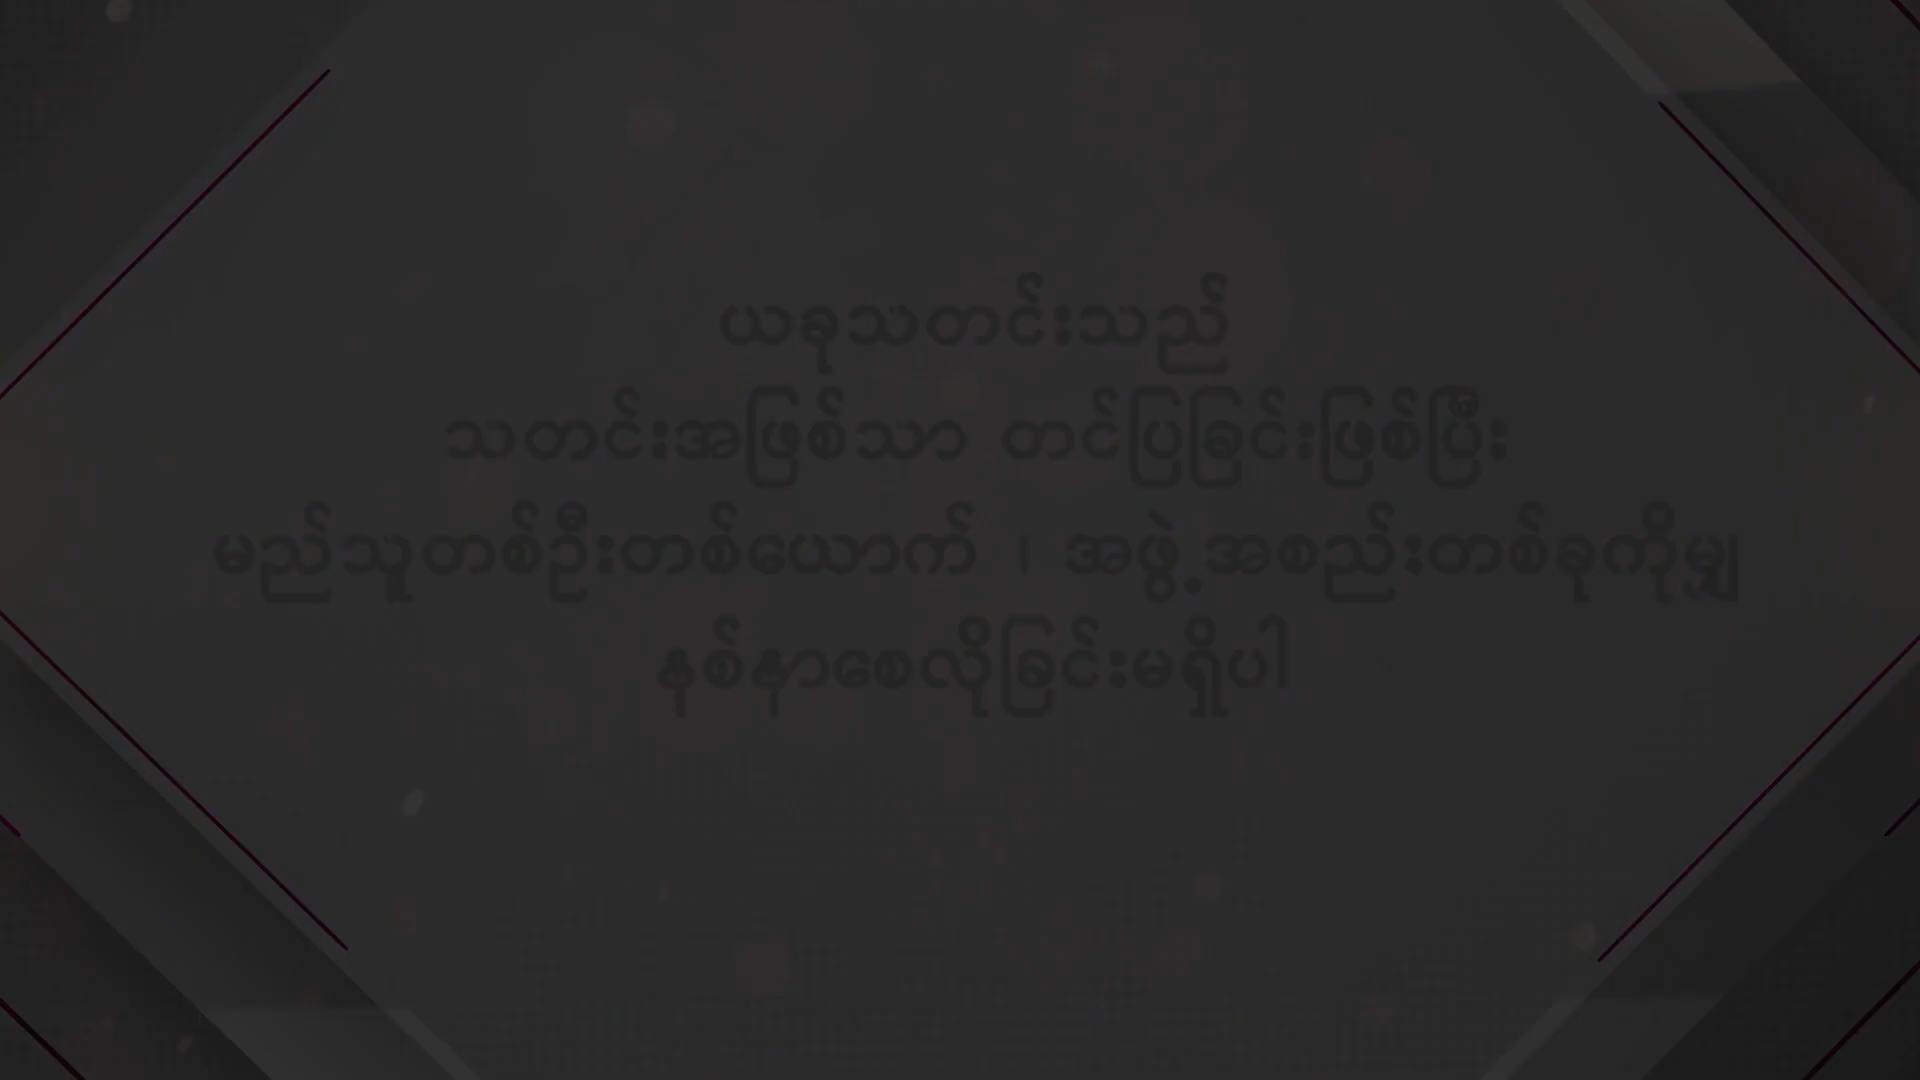 ယခုသတင်းသည်
သတင်းအဖြစ်သာ တင်ပြခြင်းဖြစ်ပြီး
မည်သူတစ်ဦးတစ်ယောက် ၊ အဖွဲ့အစည်းတစ်ခုကိုမျှ
နစ်နာစေလိုခြင်းမရှိပါ